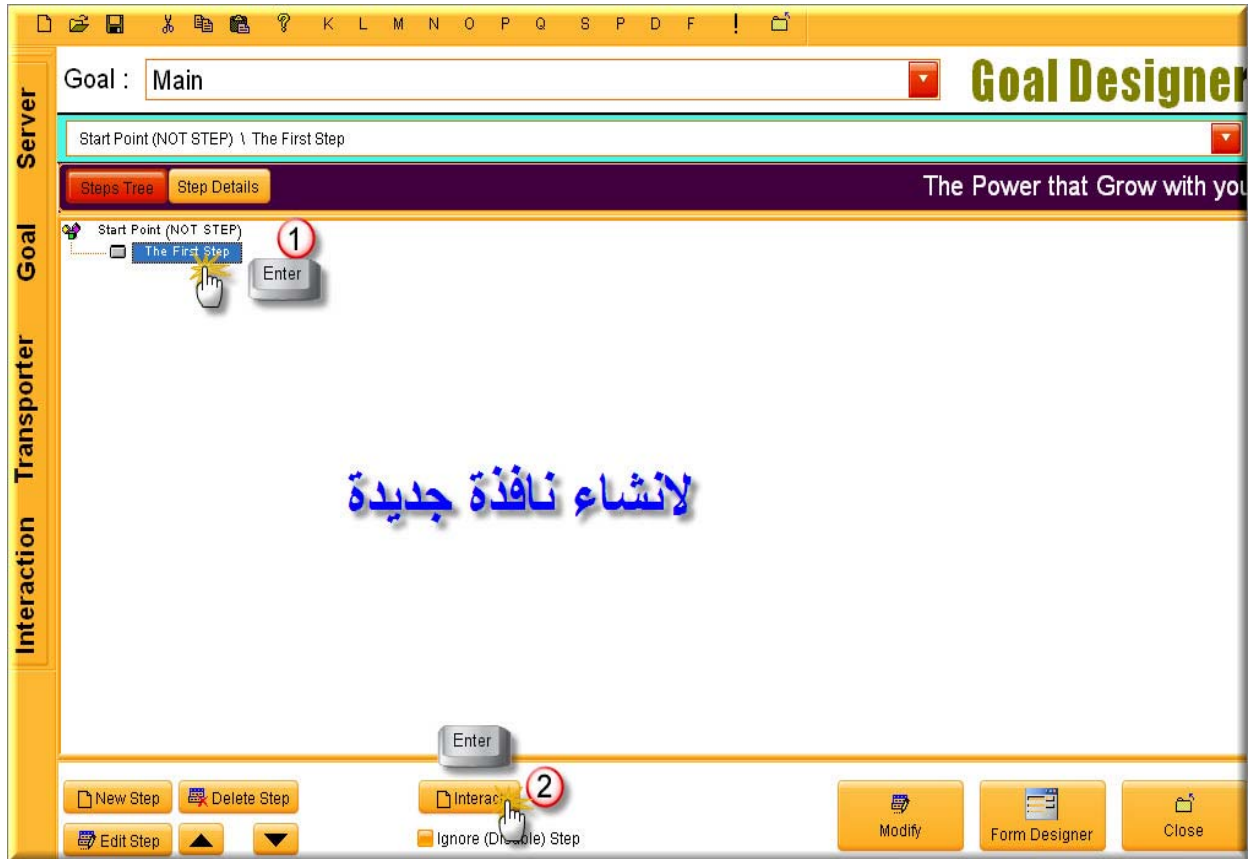 K L M N O P Q S P D F !
Goal : Main
Goal Designer
Start Point (NOT STEP) \ The First Step
Steps Tree Step Details
The Power that Grow with you
Server
Goal
Transporter
Interaction
Start Point (NOT STEP)
The First Step
1
Enter
لانشاء نافذة جديدة
Enter
New Step Delete Step
2
Edit Step
Ignore Step
Modify
Form Designer
Close